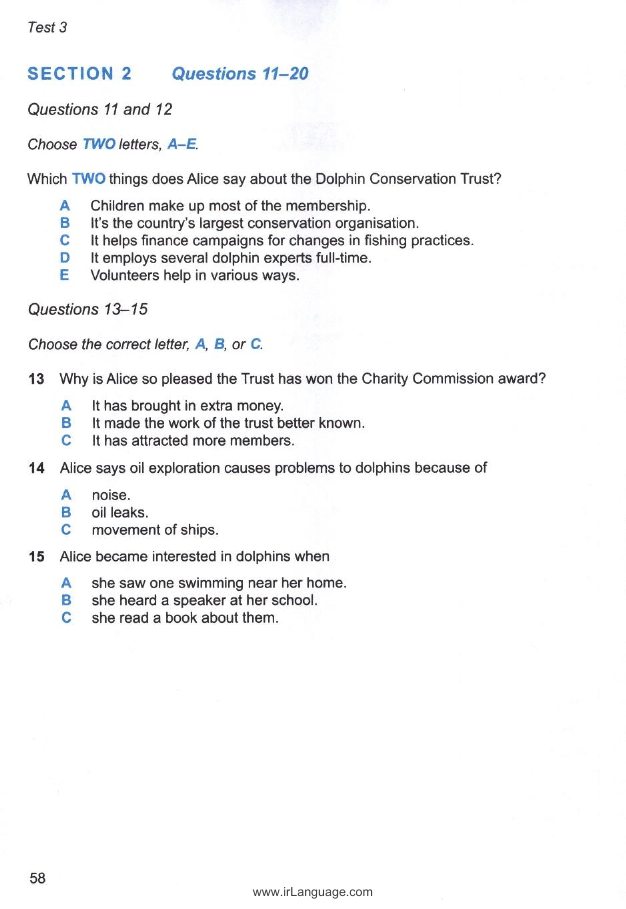 Test 3
SECTION 2 Questions 11–20
Questions 11 and 12
Choose TWO letters, A–E.
Which TWO things does Alice say about the Dolphin Conservation Trust?
A Children make up most of the membership.
B It's the country's largest conservation organisation.
C It helps finance campaigns for changes in fishing practices.
D It employs several dolphin experts full-time.
E Volunteers help in various ways.
Questions 13–15
Choose the correct letter, A, B, or C.
13 Why is Alice so pleased the Trust has won the Charity Commission award?
A It has brought in extra money.
B It made the work of the trust better known.
C It has attracted more members.
14 Alice says oil exploration causes problems to dolphins because of
A noise.
B oil leaks.
C movement of ships.
15 Alice became interested in dolphins when
A she saw one swimming near her home.
B she heard a speaker at her school.
C she read a book about them.
58
www.irLanguage.com